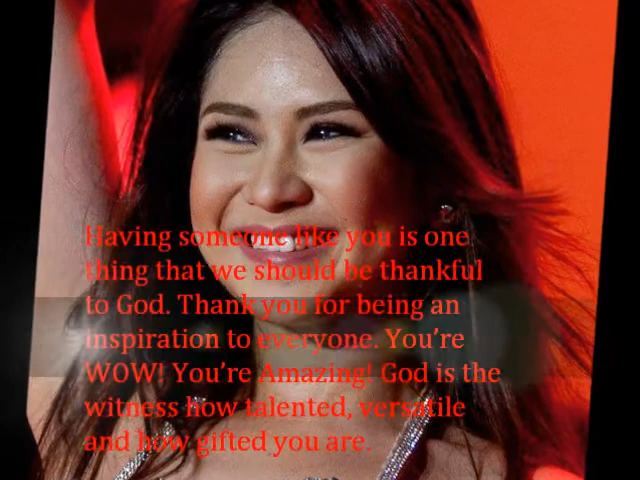 Having someone like you is one
thing that we should be thankful
to God. Thank you for being an
inspiration to everyone. You're
WOW! You're Amazing! God is the
witness how talented, versatile
and how gifted you are.